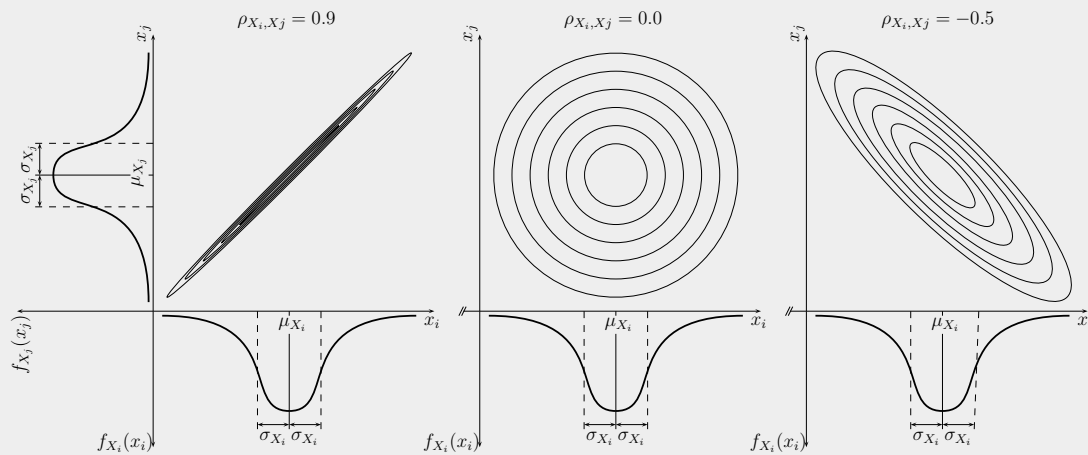 x_j
ρ_{X_i,Xj} = 0.9
σ_{X_j} σ_{X_j}
μ_{X_j}
f_{X_j}(x_j)
μ_{X_i}
x_i
σ_{X_i} σ_{X_i}
f_{X_i}(x_i)
x_j
ρ_{X_i,Xj} = 0.0
μ_{X_i}
x_i
σ_{X_i} σ_{X_i}
f_{X_i}(x_i)
x_j
ρ_{X_i,Xj} = −0.5
μ_{X_i}
x
σ_{X_i} σ_{X_i}
f_{X_i}(x_i)